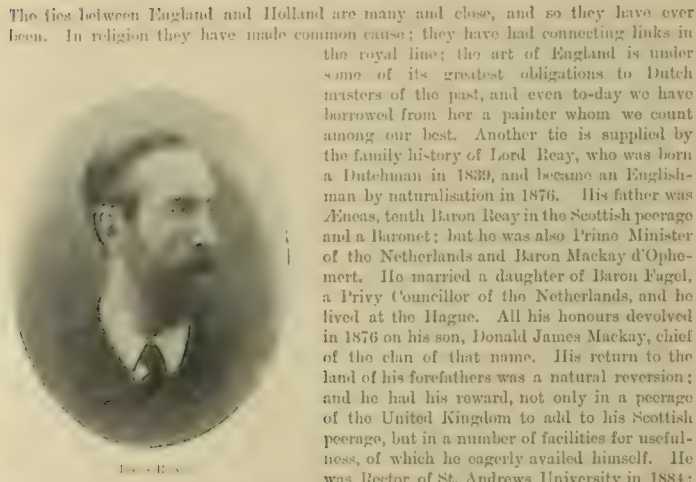 The ties between England and Holland are many and close, and so they have ever
been. In religion they have made common cause; they have had connecting links in
the royal line; the art of England is under
some of its greatest obligations to Dutch
masters of the past, and even to-day we have
borrowed from her a painter whom we count
among our best. Another tie is supplied by
the family history of Lord Reay, who was born
a Dutchman in 1839, and became an English-
man by naturalisation in 1876. His father was
Æneas, tenth Baron Reay in the Scottish peerage
and a Baronet; but he was also Prime Minister
of the Netherlands and Baron Mackay d'Ophe-
mert. He married a daughter of Baron Fagel,
a Privy Councillor of the Netherlands, and he
lived at the Hague. All his honours devolved
in 1876 on his son, Donald James Mackay, chief
of the clan of that name. His return to the
land of his forefathers was a natural reversion;
and he had his reward, not only in a peerage
of the United Kingdom to add to his Scottish
peerage, but in a number of facilities for useful-
ness, of which he eagerly availed himself. He
was Rector of St. Andrews University in 1884;